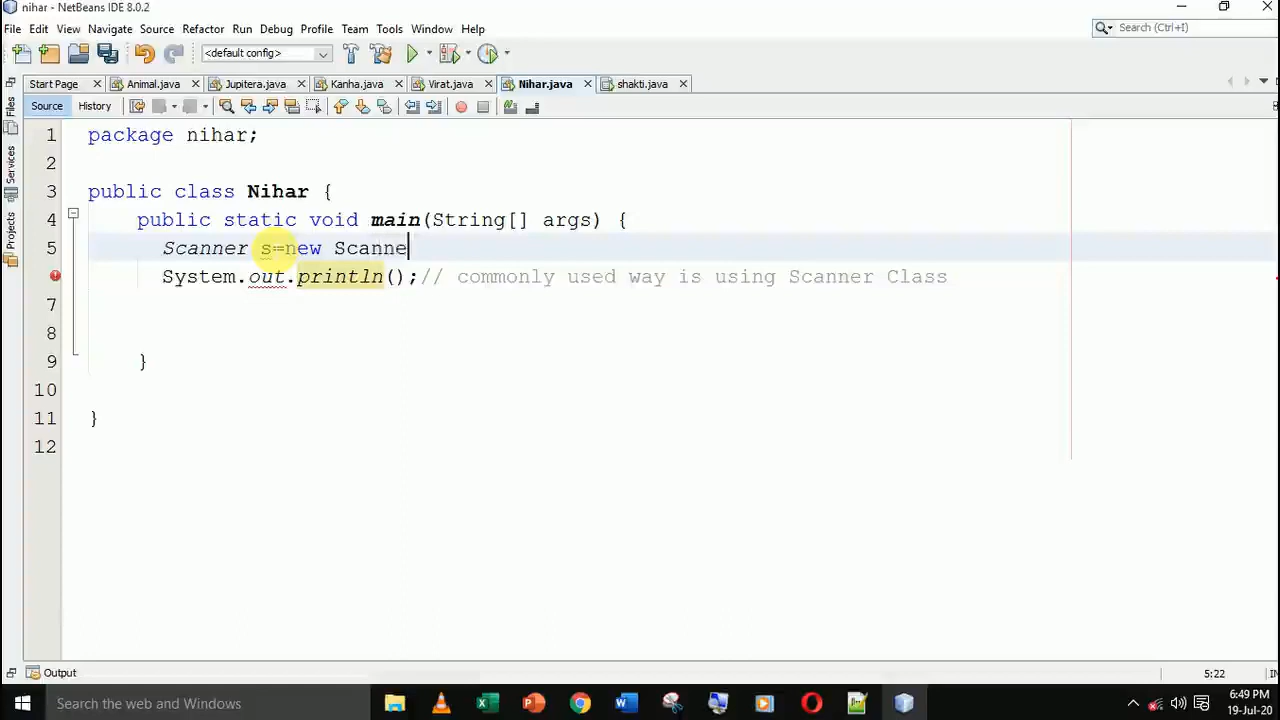 nihar - NetBeans IDE 8.0.2
File Edit View Navigate Source Refactor Run Debug Profile Team Tools Window Help
Search (Ctrl+I)
<default config>
Start Page Animal.java Jupitera.java Kanha.java Virat.java Nihar.java shakti.java
Source History
Files
Services
Projects
1 package nihar;
2
3 public class Nihar {
4 public static void main(String[] args) {
5 Scanner s=new Scanne
System.out.println();// commonly used way is using Scanner Class
7
8
9 }
10
11 }
12
Output
5:22
Search the web and Windows
6:49 PM
19-Jul-20